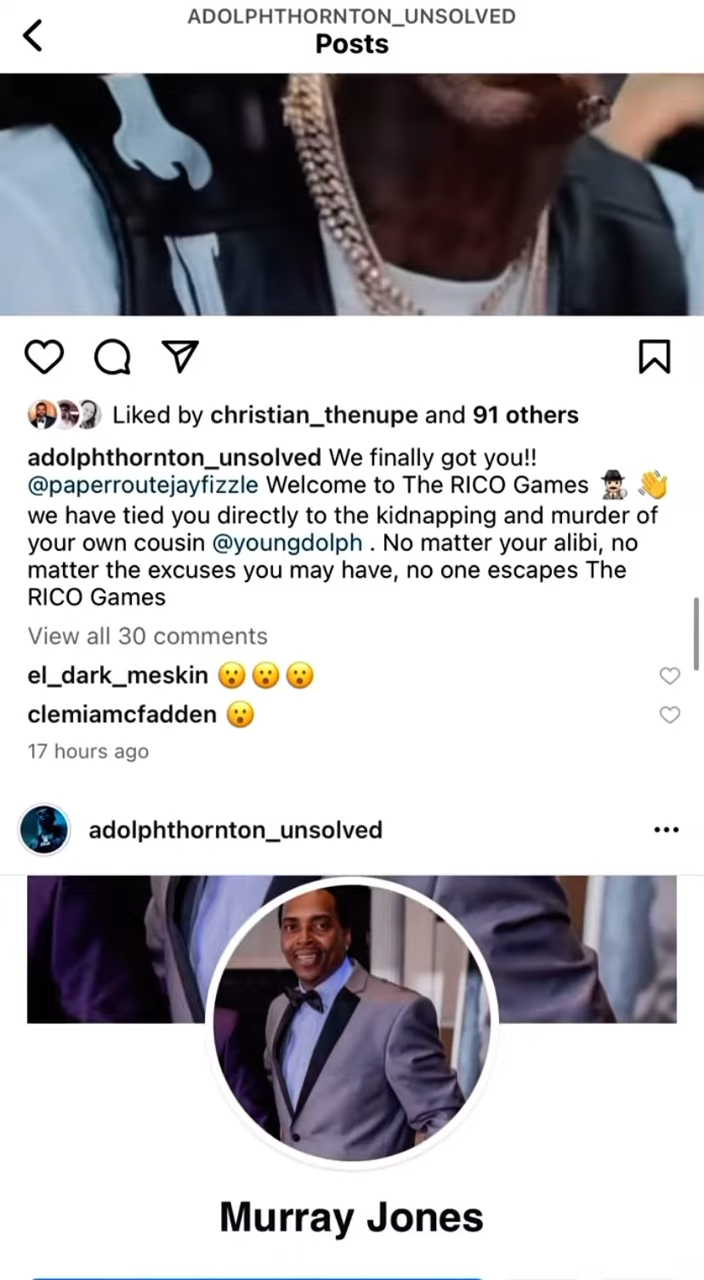 ADOLPHTHORNTON_UNSOLVED
Posts
Liked by christian_thenupe and 91 others
adolphthornton_unsolved We finally got you!!
@paperroutejayfizzle Welcome to The RICO Games 🕵🏻‍♂️ 👋
we have tied you directly to the kidnapping and murder of
your own cousin @youngdolph . No matter your alibi, no
matter the excuses you may have, no one escapes The
RICO Games
View all 30 comments
el_dark_meskin 😮 😮 😮
clemiamcfadden 😮
17 hours ago
adolphthornton_unsolved
Murray Jones